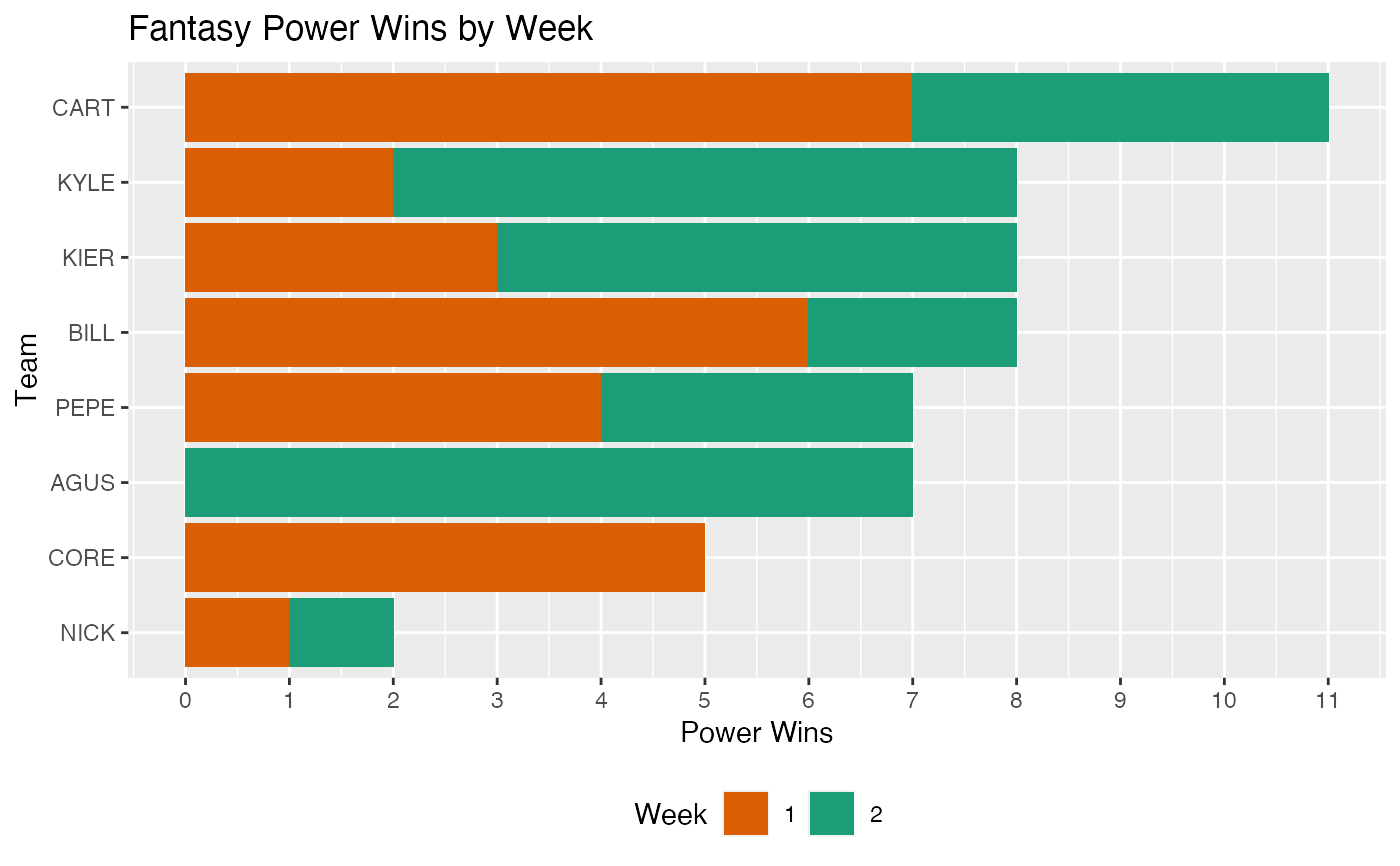 Fantasy Power Wins by Week
Team
CART
KYLE
KIER
BILL
PEPE
AGUS
CORE
NICK
0 1 2 3 4 5 6 7 8 9 10 11
Power Wins
Week 1 2